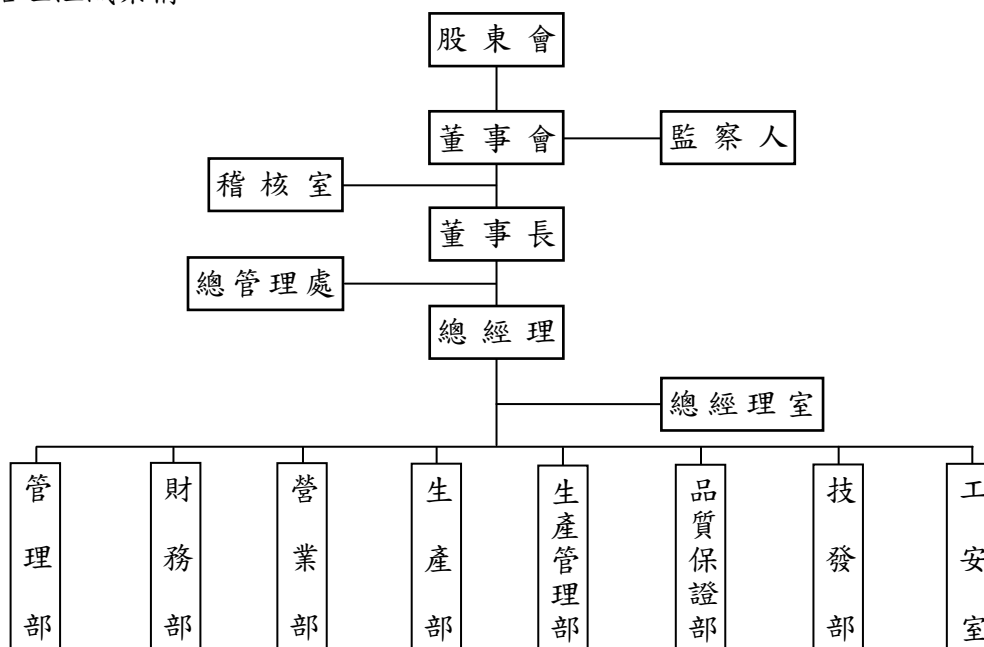 股東會
董事會
監察人
稽核室
董事長
總管理處
總經理
總經理室
管理部
財務部
營業部
生產部
生產管理部
品質保證部
技發部
工安室